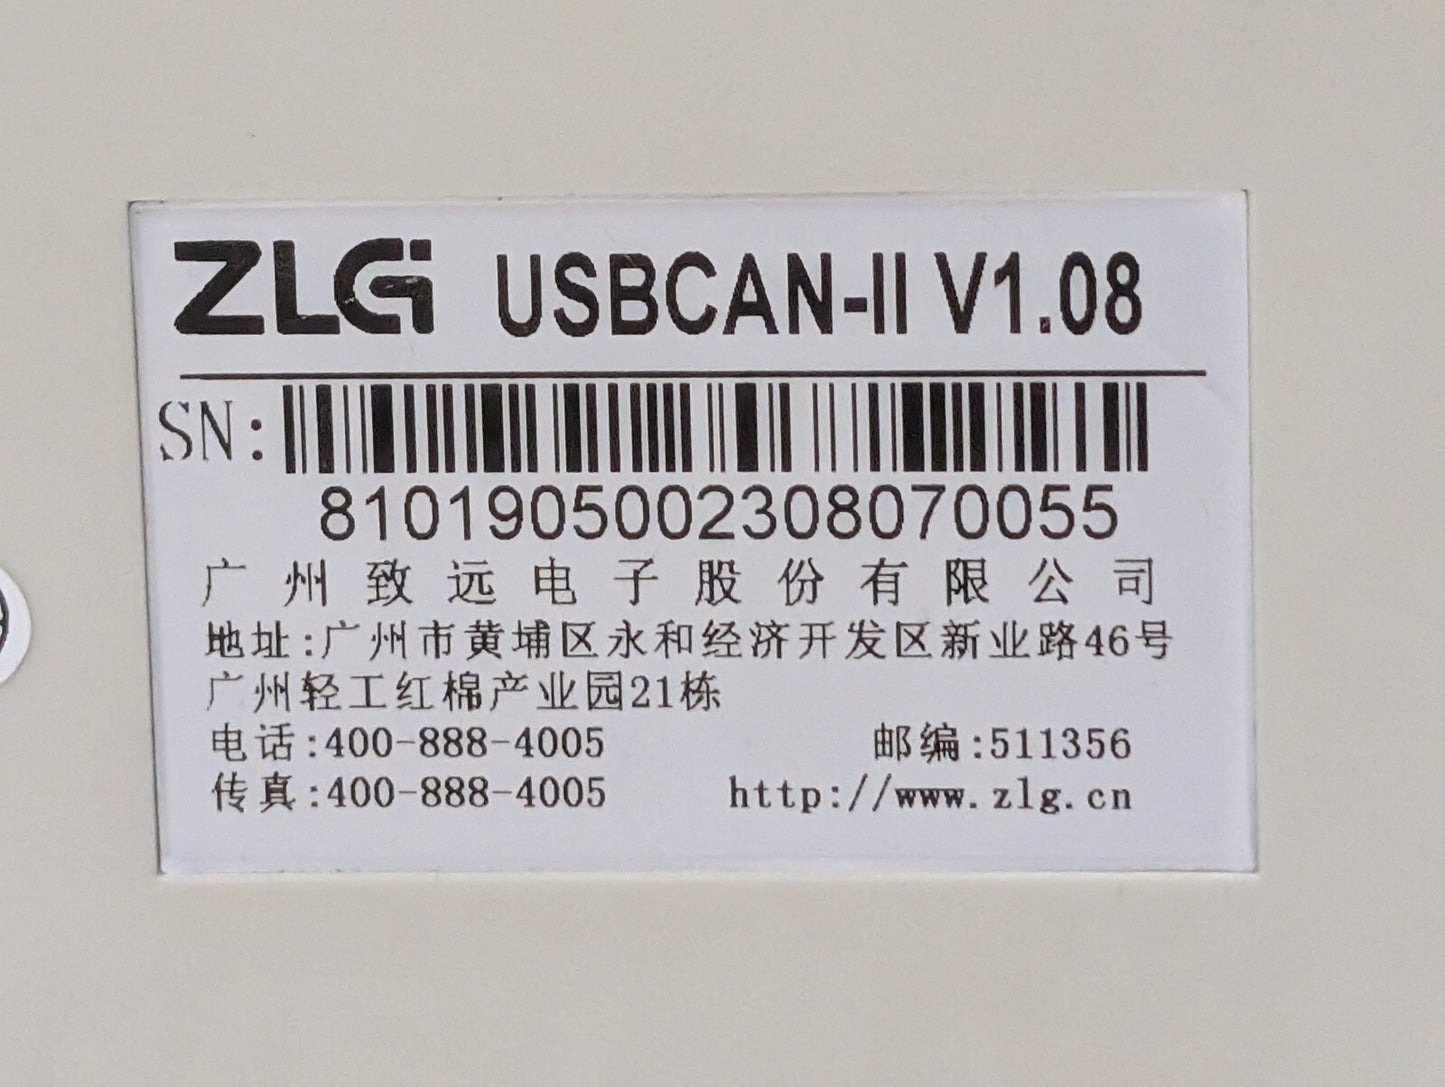 ZLG USBCAN-II V1.08
SN:
8101905002308070055
广州致远电子股份有限公司
地址:广州市黄埔区永和经济开发区新业路46号
广州轻工红棉产业园21栋
电话:400-888-4005 邮编:511356
传真:400-888-4005 http://www.zlg.cn